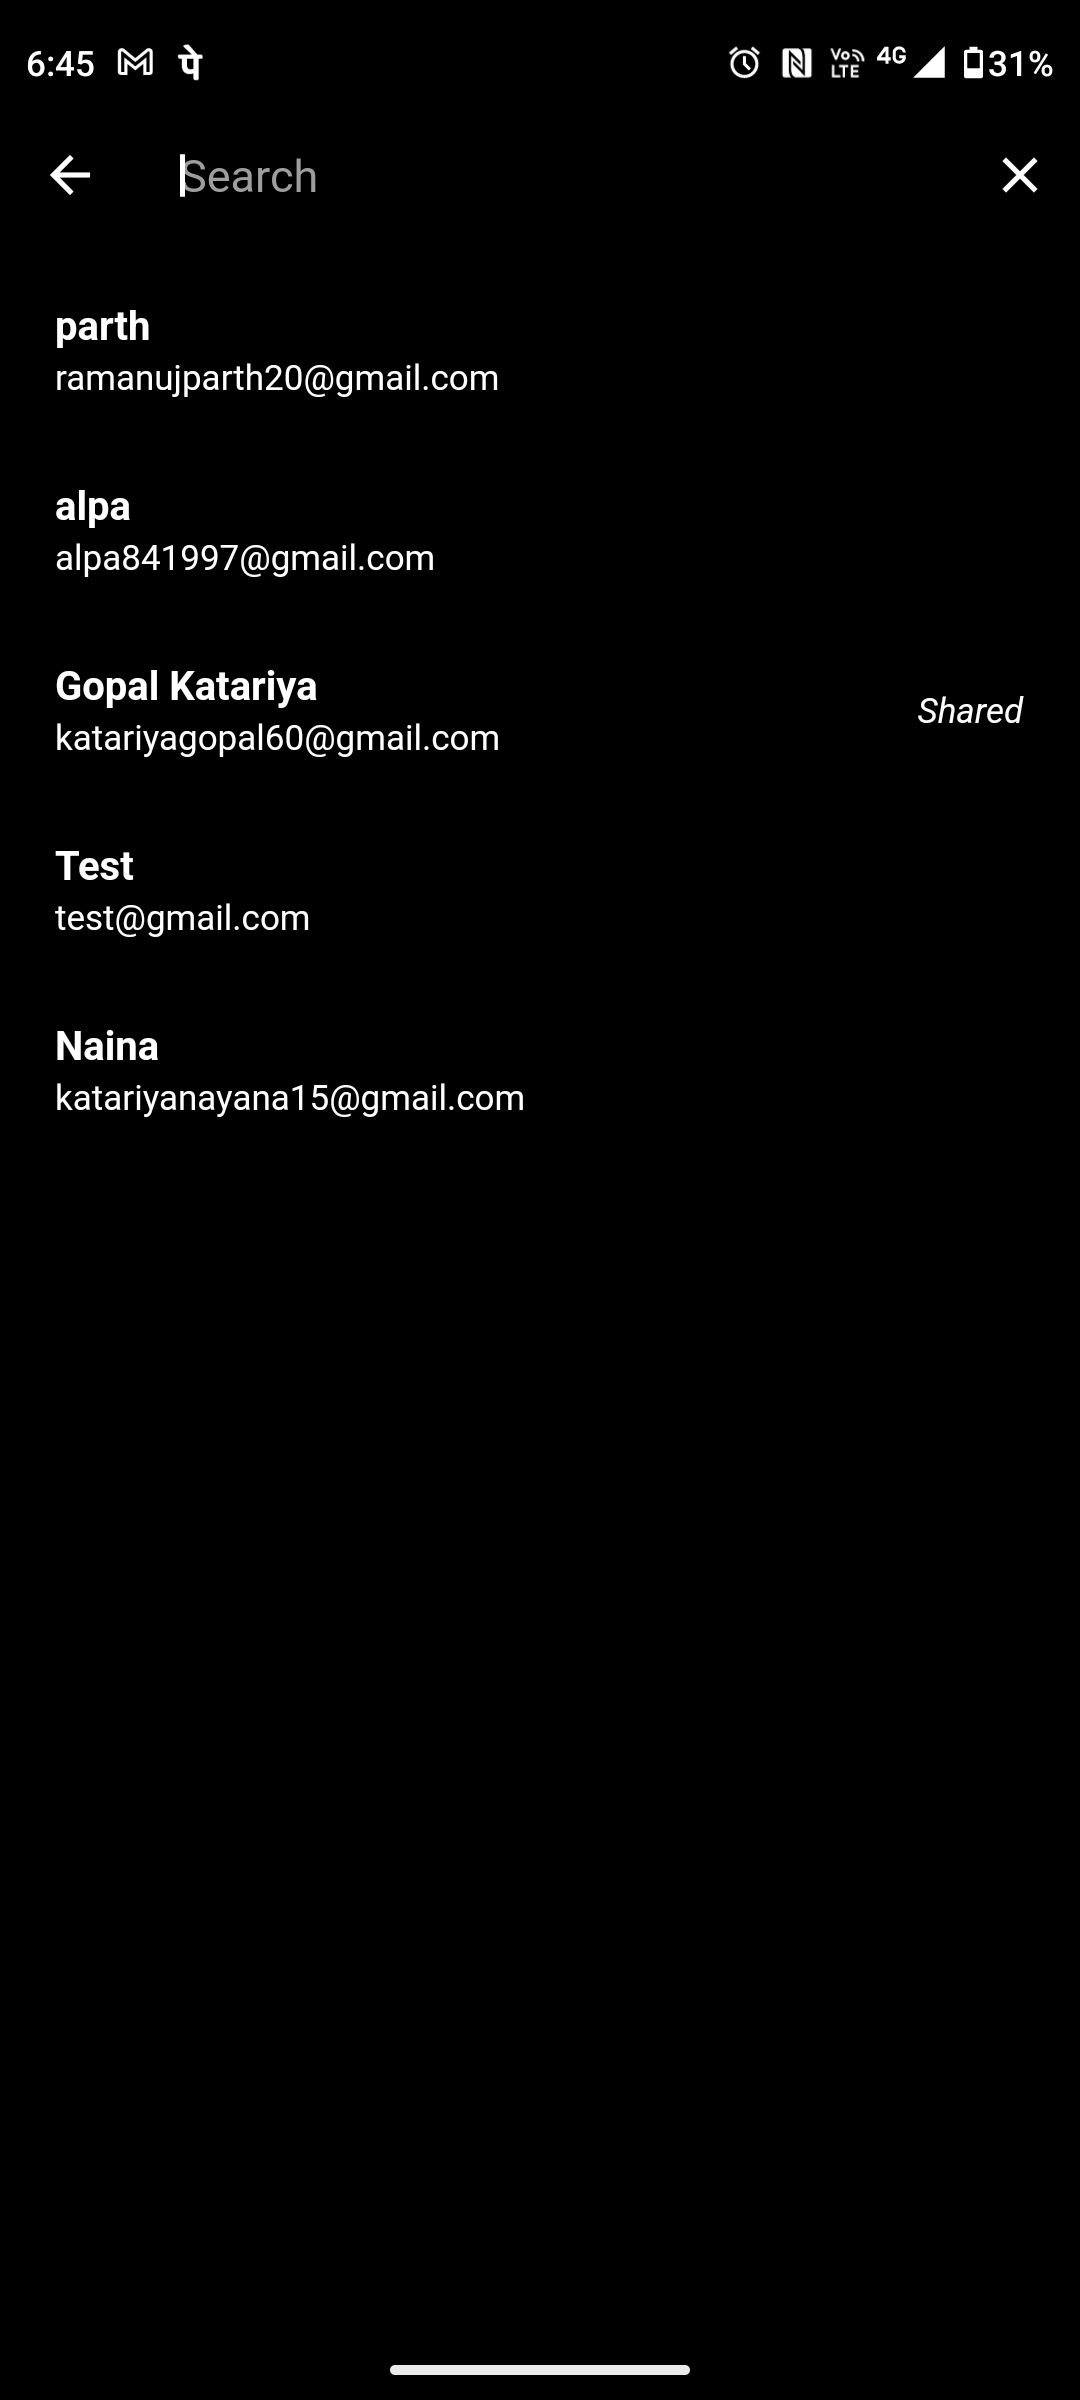 6:45 पे Vo LTE 4G 31%
Search
parth
ramanujparth20@gmail.com
alpa
alpa841997@gmail.com
Gopal Katariya
katariyagopal60@gmail.com
Shared
Test
test@gmail.com
Naina
katariyanayana15@gmail.com